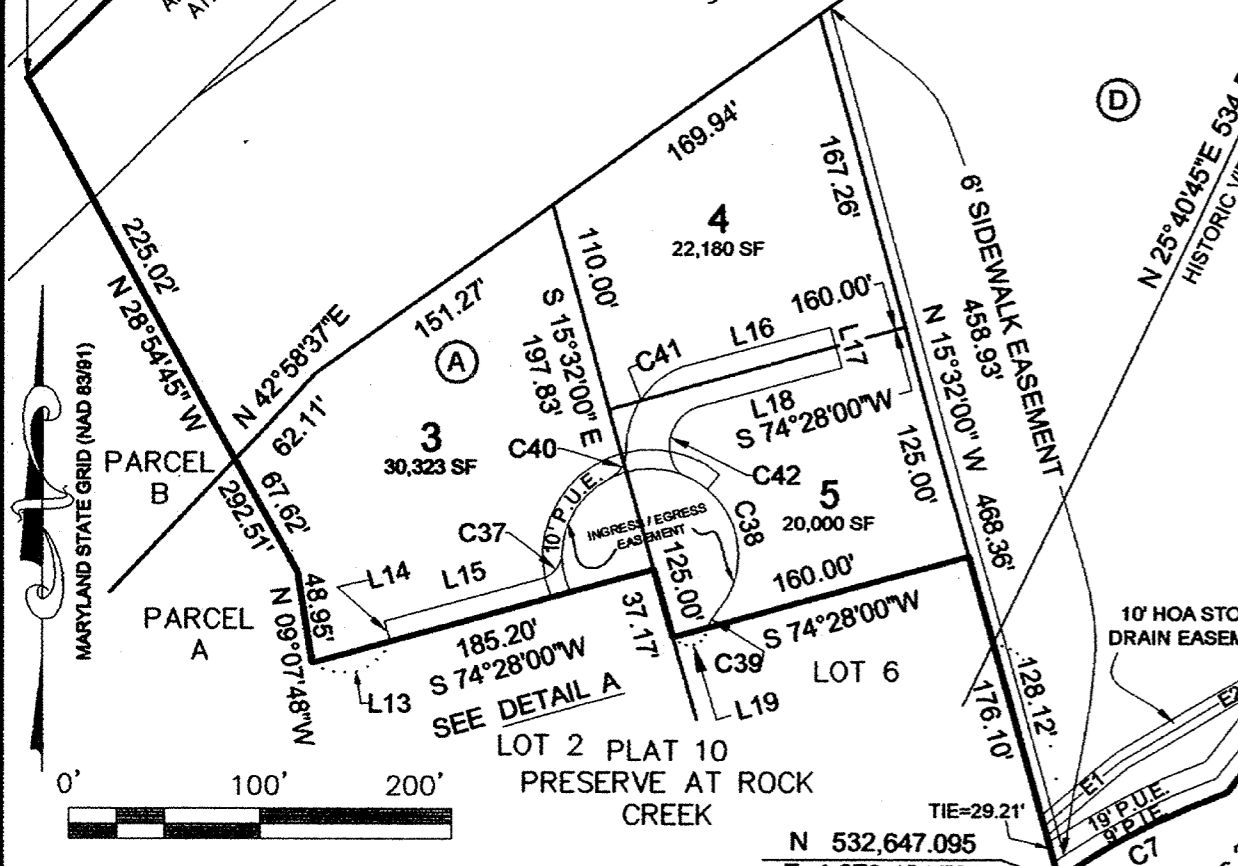 D
169.94'
167.26'
4
22,180 SF
110.00'
160.00'
6' SIDEWALK EASEMENT
458.93'
N 25°40'45"E 534
HISTORIC
225.02'
N 28°54'45" W
N 42°58'37"E
62.11'
151.27'
A
S 15°32'00" E
197.83'
C41
L16
L17
L18
S 74°28'00"W
N 15°32'00" W 468.36'
MARYLAND STATE GRID (NAD 83/91)
PARCEL
B
67.62'
292.51'
3
30,323 SF
C40
C42
125.00'
10' P.U.E.
INGRESS / EGRESS
EASEMENT
C38
5
20,000 SF
C37
L14
L15
125.00'
160.00'
S 74°28'00"W
48.95'
N 09°07'48"W
PARCEL
A
185.20'
S 74°28'00"W
37.17'
C39
LOT 6
10' HOA STO
DRAIN EASEM
L13
SEE DETAIL A
L19
128.12'
176.10'
E2
LOT 2 PLAT 10
PRESERVE AT ROCK
CREEK
0' 100' 200'
TIE=29.21'
E1
19' P.U.E.
9' P.I.E.
C7
N 532,647.095